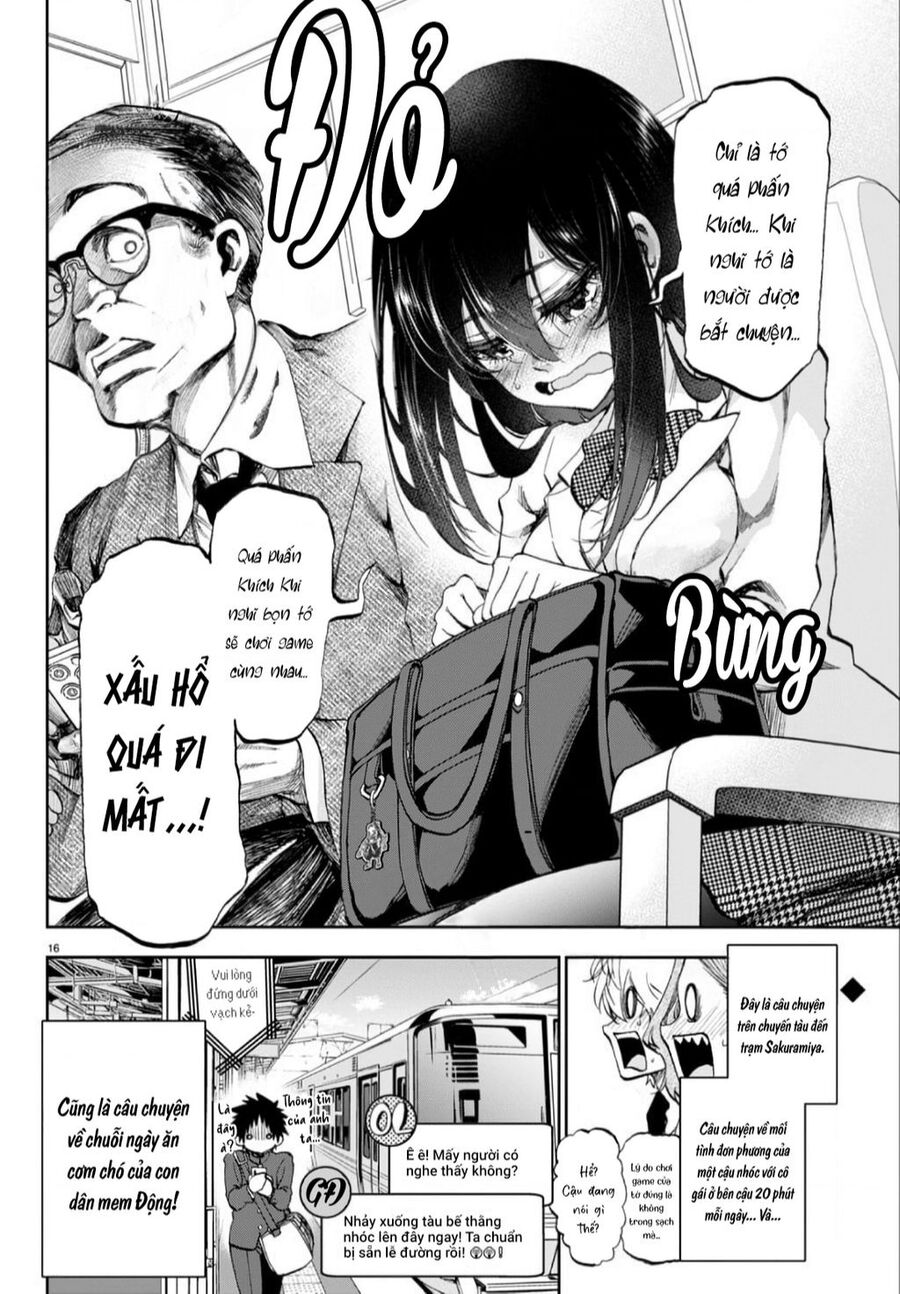 Đỏ
Chỉ là tớ
quá phấn
khích... Khi
nghĩ tớ là
người được
bắt chuyện...
Bừng
Quá phấn
khích khi
nghĩ bọn tớ
sẽ chơi game
cùng nhau...
XẤU HỔ
QUÁ ĐI
MẤT...!
16
Đây là câu chuyện
trên chuyến tàu đến
trạm Sakuramiya.
Câu chuyện về mối
tình đơn phương
của một cậu nhóc với cô
gái ở bên cậu 20 phút
mỗi ngày... Và...
Lý do chơi
game của
tớ đúng là
không
trong sạch
mà..
Hể?
Cậu đang
nói gì
thế?
Vui lòng
đứng dưới
vạch kẻ-
Thông tin
của anh
ta...
Là
đây
à?
OL
Ê ê! Mấy người có
nghe thấy không?
Nhảy xuống tàu bế thằng
nhóc lên đây ngay! Ta chuẩn
bị sẵn lễ đường rồi!
Cũng là câu chuyện
về chuỗi ngày ăn
cơm chó của con
dân mem Động!